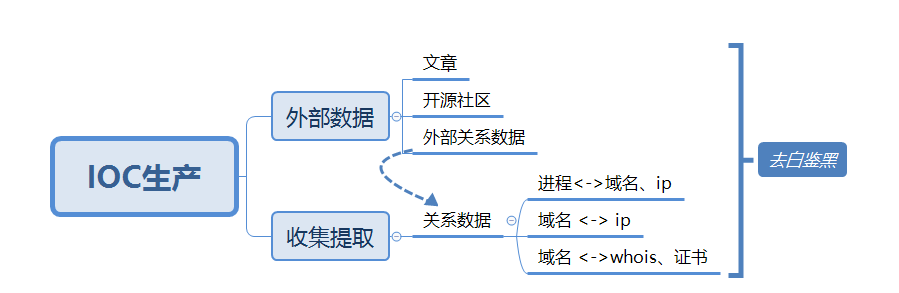 IOC生产
外部数据
文章
开源社区
外部关系数据
收集提取
关系数据
进程<->域名、ip
域名 <-> ip
域名 <->whois、证书
去白鉴黑